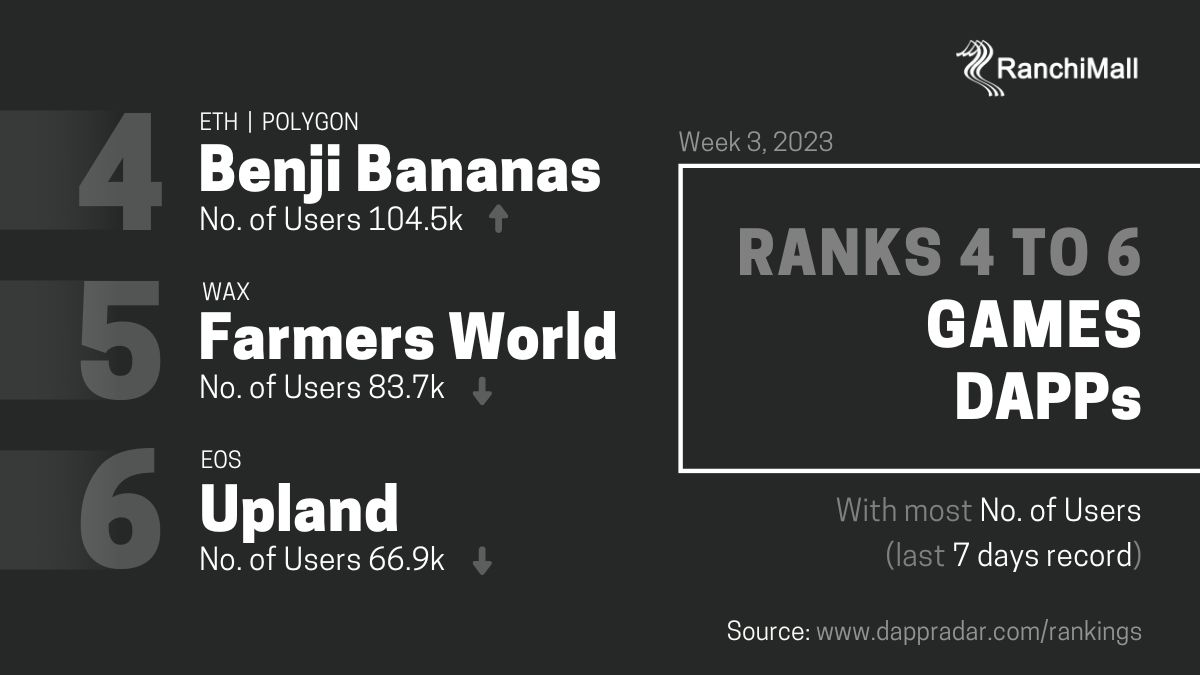 RanchiMall
4
ETH | POLYGON
Benji Bananas
No. of Users 104.5k
5
WAX
Farmers World
No. of Users 83.7k
6
EOS
Upland
No. of Users 66.9k
Week 3, 2023
RANKS 4 TO 6
GAMES
DAPPs
With most No. of Users
(last 7 days record)
Source: www.dappradar.com/rankings